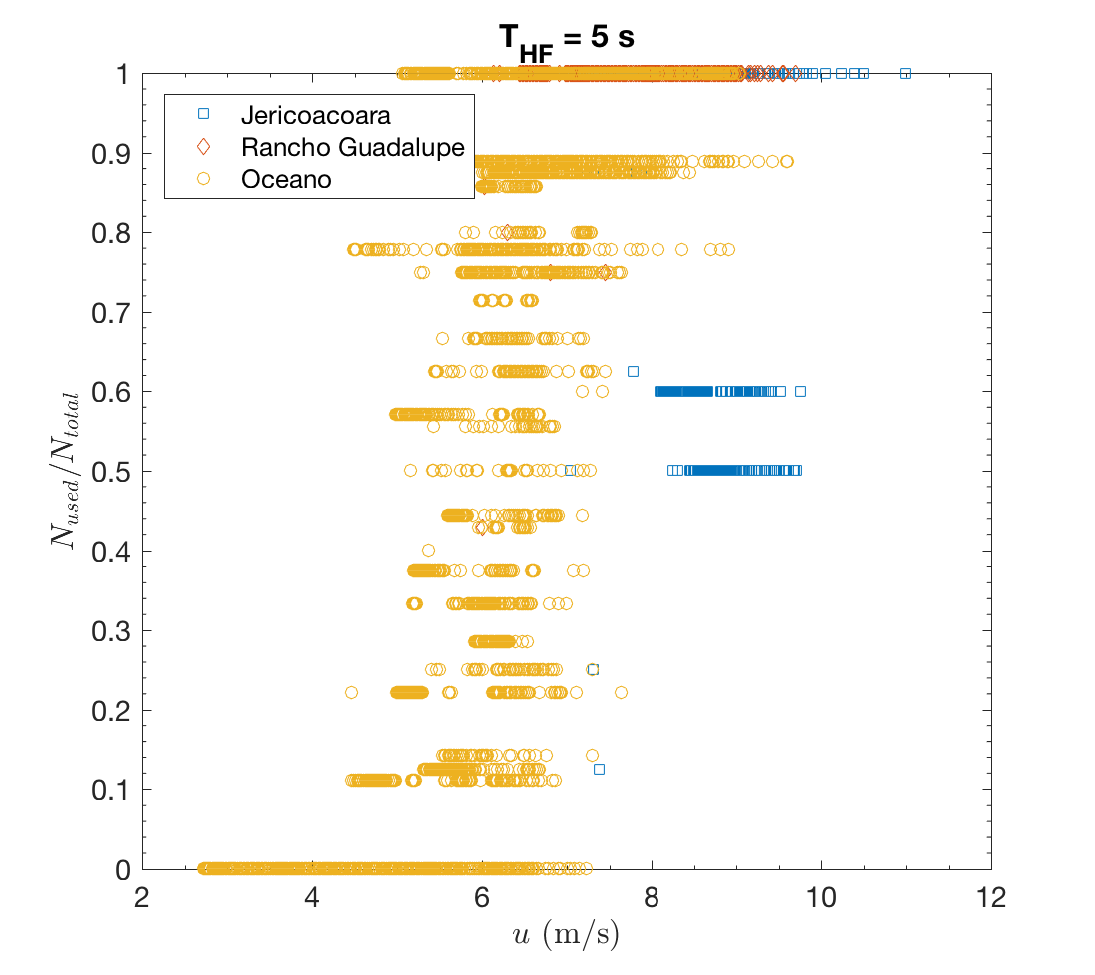 T_HF = 5 s
1
0.9
0.8
0.7
0.6
0.5
0.4
0.3
0.2
0.1
0
Jericoacoara
Rancho Guadalupe
Oceano
N_used/N_total
2 4 6 8 10 12
u (m/s)